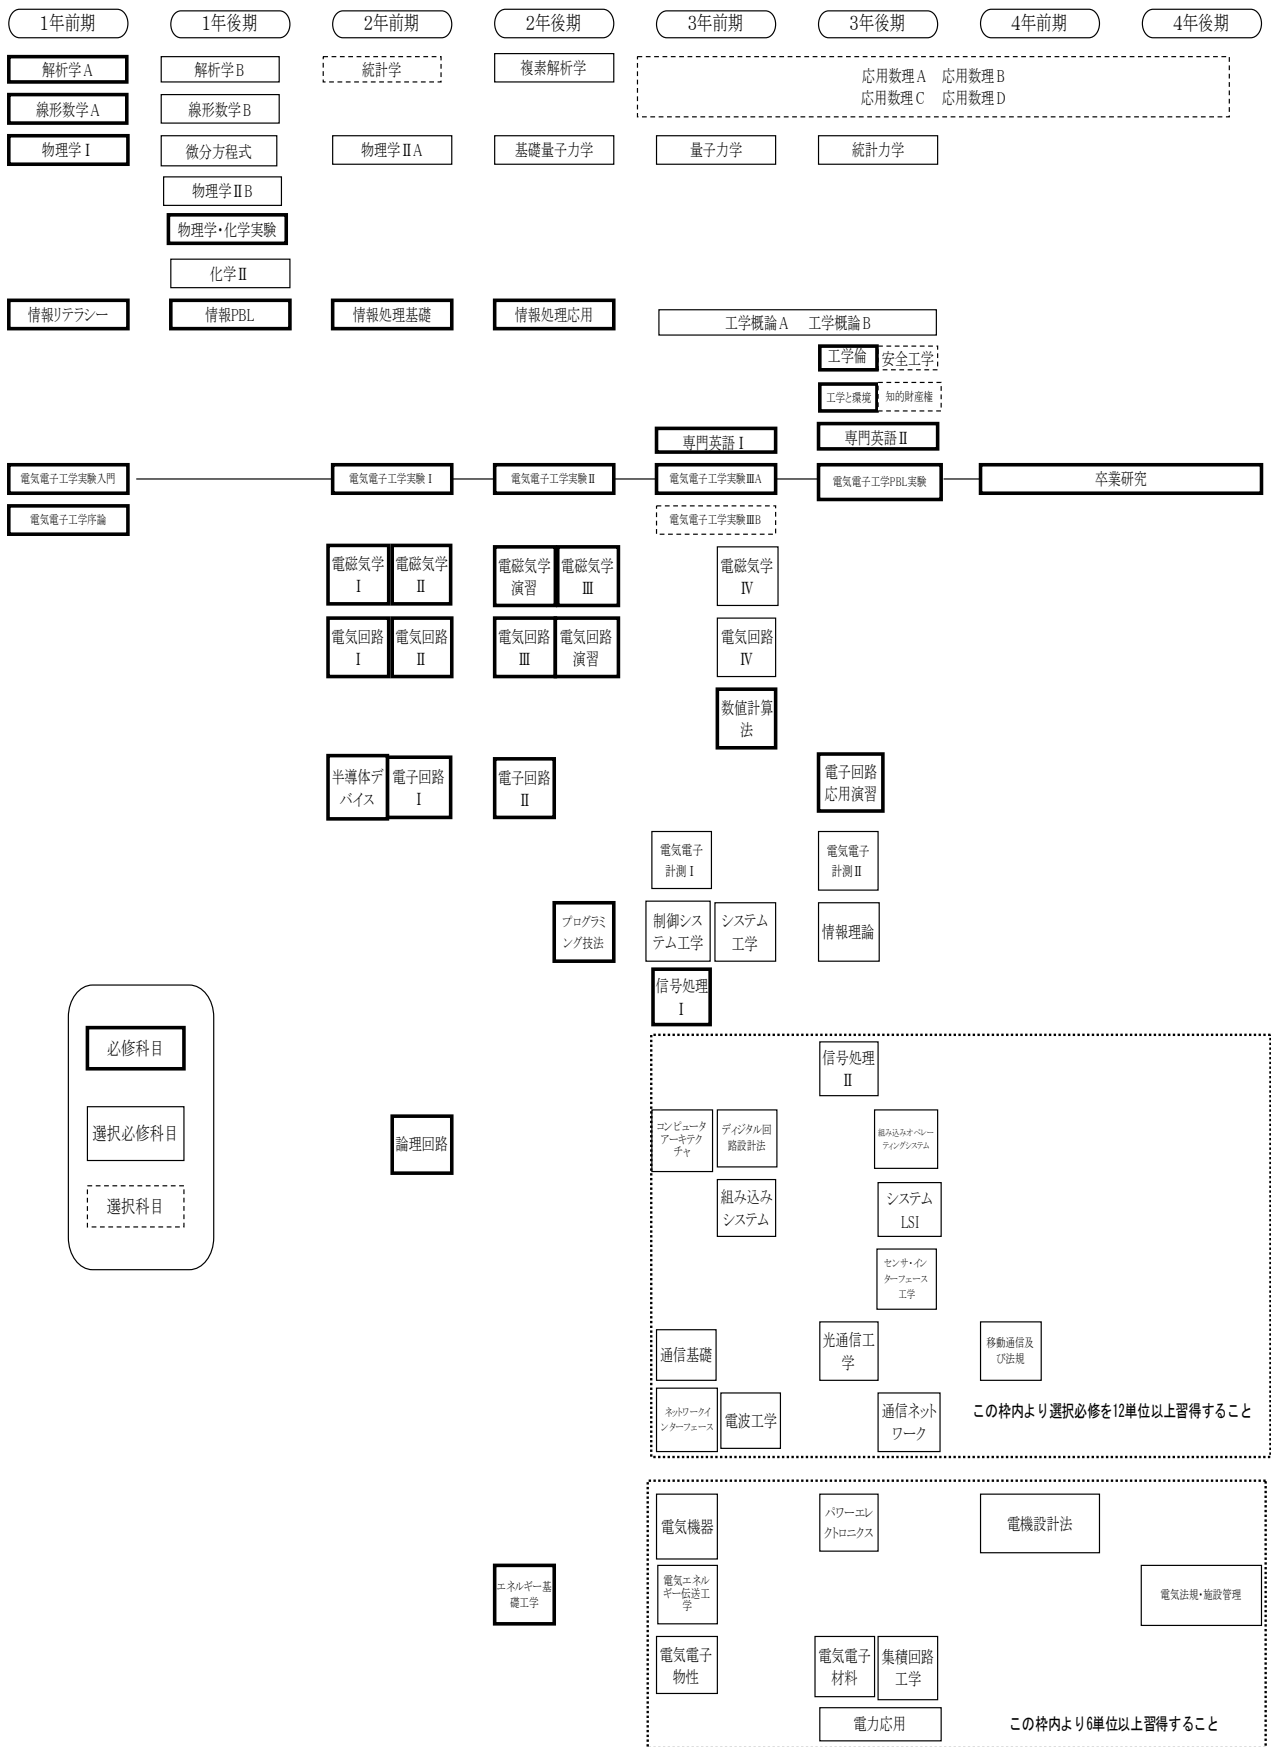 1年前期
1年後期
2年前期
2年後期
3年前期
3年後期
4年前期
4年後期
解析学A
解析学B
統計学
複素解析学
応用数理A 応用数理B
応用数理C 応用数理D
線形数学A
線形数学B
物理学Ⅰ
微分方程式
物理学ⅡA
基礎量子力学
量子力学
統計力学
物理学ⅡB
物理学・化学実験
化学Ⅱ
情報リテラシー
情報PBL
情報処理基礎
情報処理応用
工学概論A 工学概論B
工学倫
安全工学
工学と環境
知的財産権
専門英語Ⅰ
専門英語Ⅱ
電気電子工学実験入門
電気電子工学実験Ⅰ
電気電子工学実験Ⅱ
電気電子工学実験ⅢA
電気電子工学PBL実験
卒業研究
電気電子工学序論
電気電子工学実験ⅢB
電磁気学
Ⅰ
電磁気学
Ⅱ
電磁気学
演習
電磁気学
Ⅲ
電磁気学
Ⅳ
電気回路
Ⅰ
電気回路
Ⅱ
電気回路
Ⅲ
電気回路
演習
電気回路
Ⅳ
数値計算
法
半導体デ
バイス
電子回路
Ⅰ
電子回路
Ⅱ
電子回路
応用演習
電気電子
計測Ⅰ
電気電子
計測Ⅱ
プログラミ
ング技法
制御シス
テム工学
システム
工学
情報理論
信号処理
Ⅰ
必修科目
選択必修科目
選択科目
信号処理
Ⅱ
論理回路
コンピュータ
アーキテク
チャ
ディジタル回
路設計法
組み込みオペレー
ティングシステム
組み込み
システム
システム
LSI
センサ・イン
ターフェース
工学
通信基礎
光通信工
学
移動通信及
び法規
ネットワークイ
ンターフェース
電波工学
通信ネット
ワーク
この枠内より選択必修を12単位以上習得すること
電気機器
パワーエレ
クトロニクス
電機設計法
エネルギー基
礎工学
電気エネル
ギー伝送工
学
電気法規・施設管理
電気電子
物性
電気電子
材料
集積回路
工学
電力応用
この枠内より6単位以上習得すること